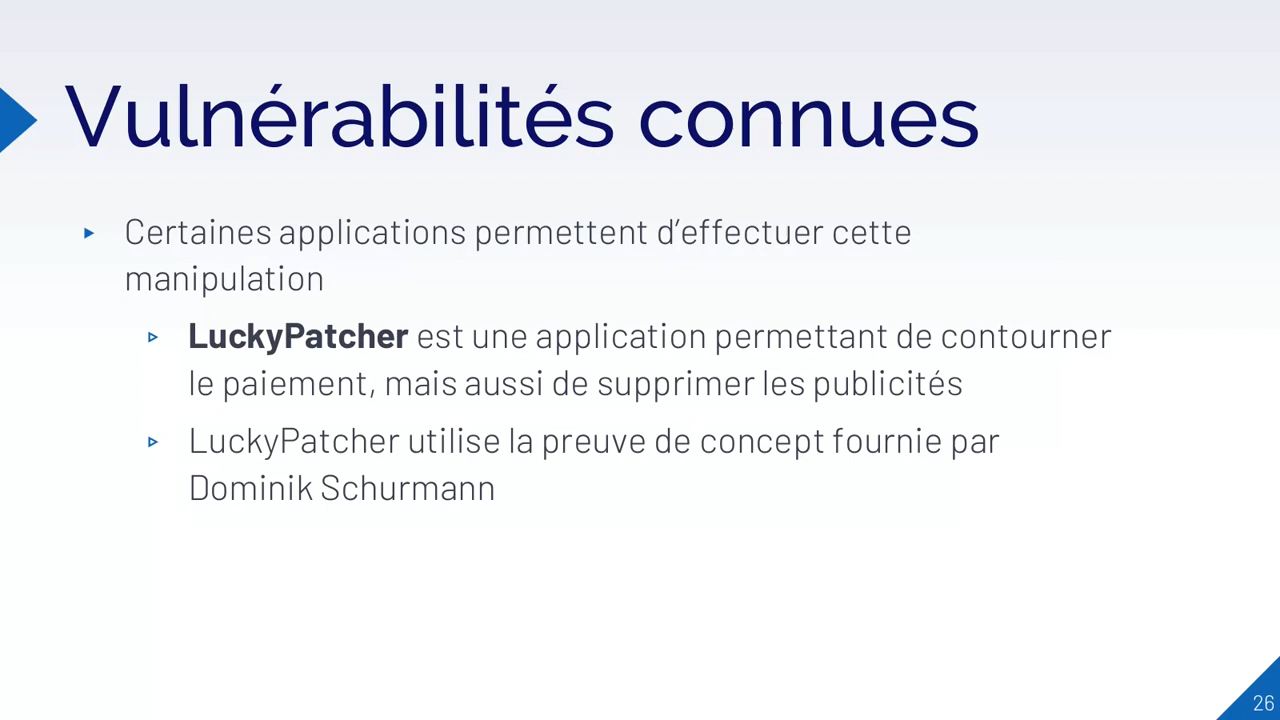 Vulnérabilités connues
Certaines applications permettent d’effectuer cette
manipulation
LuckyPatcher est une application permettant de contourner
le paiement, mais aussi de supprimer les publicités
LuckyPatcher utilise la preuve de concept fournie par
Dominik Schurmann
26